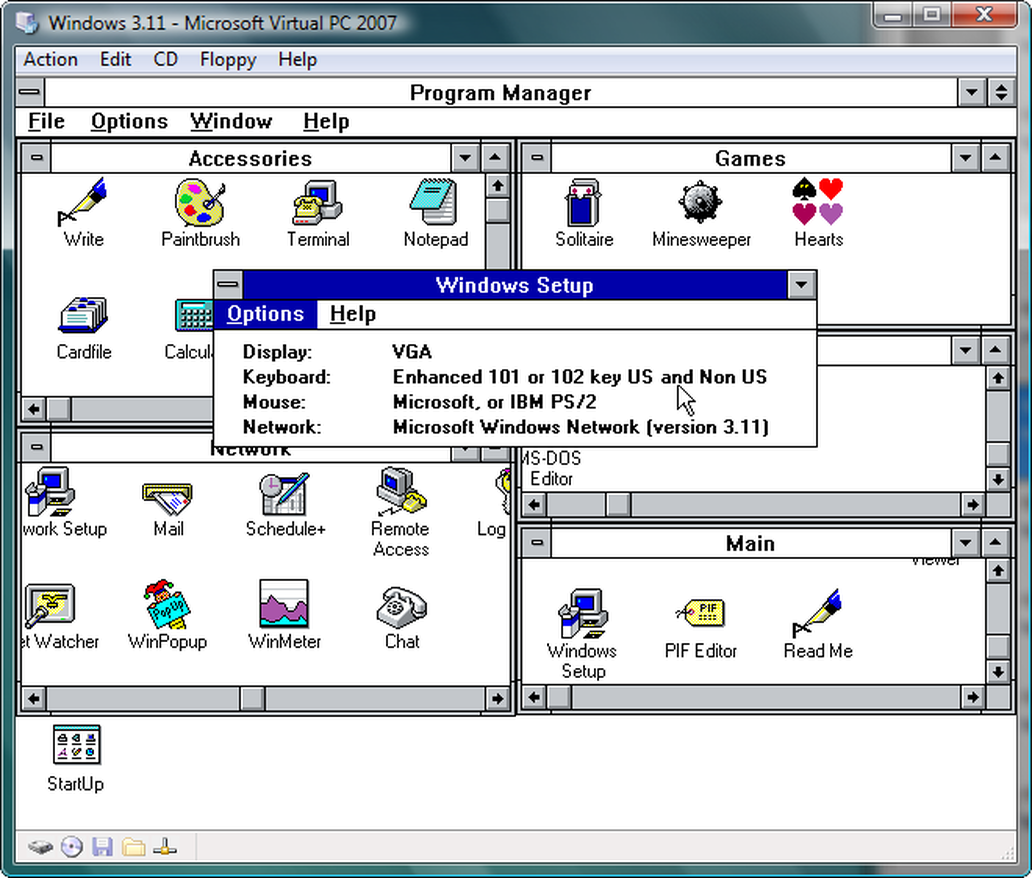 Windows 3.11 - Microsoft Virtual PC 2007
Action Edit CD Floppy Help
Program Manager
File Options Window Help
Accessories
Write Paintbrush Terminal Notepad
Cardfile Calcul
Games
Solitaire Minesweeper Hearts
Windows Setup
Options Help
Display: VGA
Keyboard: Enhanced 101 or 102 key US and Non US
Mouse: Microsoft, or IBM PS/2
Network: Microsoft Windows Network (version 3.11)
MS-DOS
Editor
Network
work Setup Mail Schedule+ Remote
Access
Log
et Watcher WinPopup WinMeter Chat
PopUp
Main
Viewer
Windows
Setup
PIF
PIF Editor Read Me
StartUp